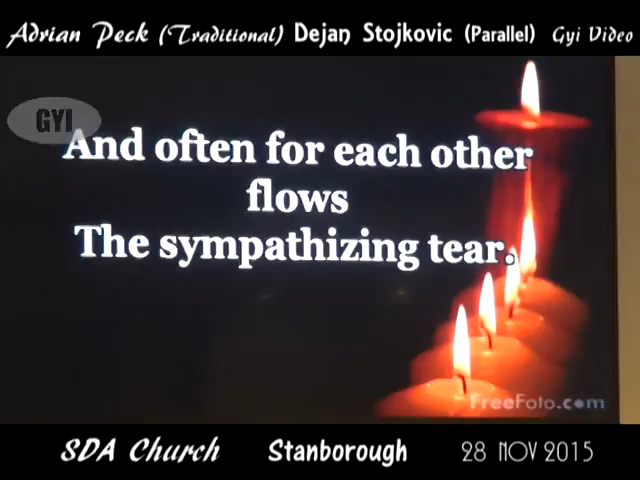 Adrian Peck (Traditional) Dejan Stojkovic (Parallel) Gyi Video
GYI
And often for each other
flows
The sympathizing tear.
FreeFoto.com
SDA Church Stanborough 28 NOV 2015